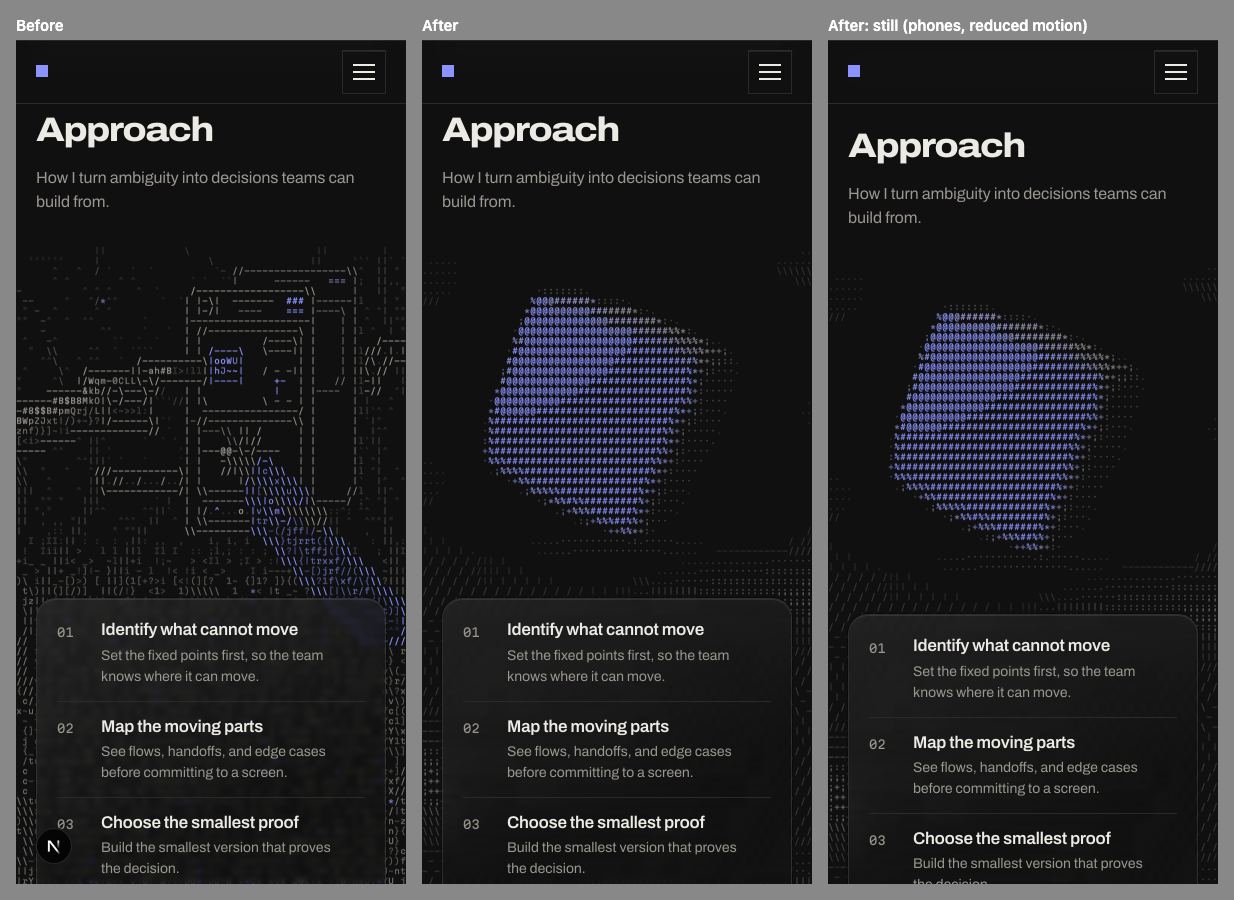 Before
After
After: still (phones, reduced motion)
Approach
How I turn ambiguity into decisions teams can
build from.
01
Identify what cannot move
Set the fixed points first, so the team
knows where it can move.
02
Map the moving parts
See flows, handoffs, and edge cases
before committing to a screen.
03
Choose the smallest proof
Build the smallest version that proves
the decision.
N
Approach
How I turn ambiguity into decisions teams can
build from.
01
Identify what cannot move
Set the fixed points first, so the team
knows where it can move.
02
Map the moving parts
See flows, handoffs, and edge cases
before committing to a screen.
03
Choose the smallest proof
Build the smallest version that proves
the decision.
Approach
How I turn ambiguity into decisions teams can
build from.
01
Identify what cannot move
Set the fixed points first, so the team
knows where it can move.
02
Map the moving parts
See flows, handoffs, and edge cases
before committing to a screen.
03
Choose the smallest proof
Build the smallest version that proves
the decision.